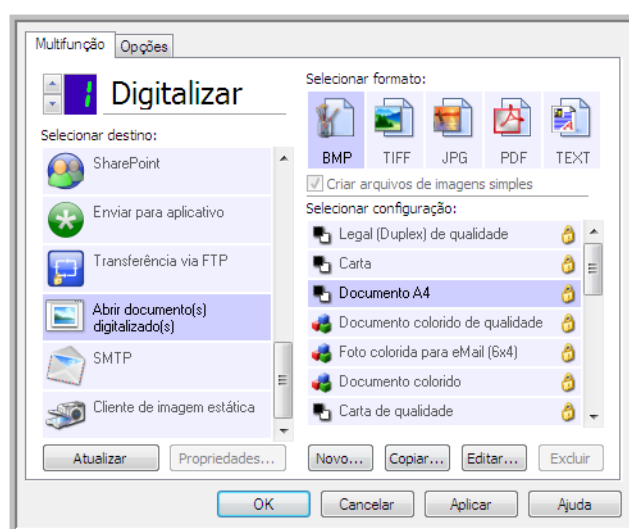 Multifunção Opções
1 Digitalizar
Selecionar destino:
SharePoint
Enviar para aplicativo
Transferência via FTP
Abrir documento(s)
digitalizado(s)
SMTP
Cliente de imagem estática
Atualizar Propriedades...
Selecionar formato:
BMP TIFF JPG PDF TEXT
Criar arquivos de imagens simples
Selecionar configuração:
Legal (Duplex) de qualidade
Carta
Documento A4
Documento colorido de qualidade
Foto colorida para eMail (6x4)
Documento colorido
Carta de qualidade
Novo... Copiar... Editar... Excluir
OK Cancelar Aplicar Ajuda